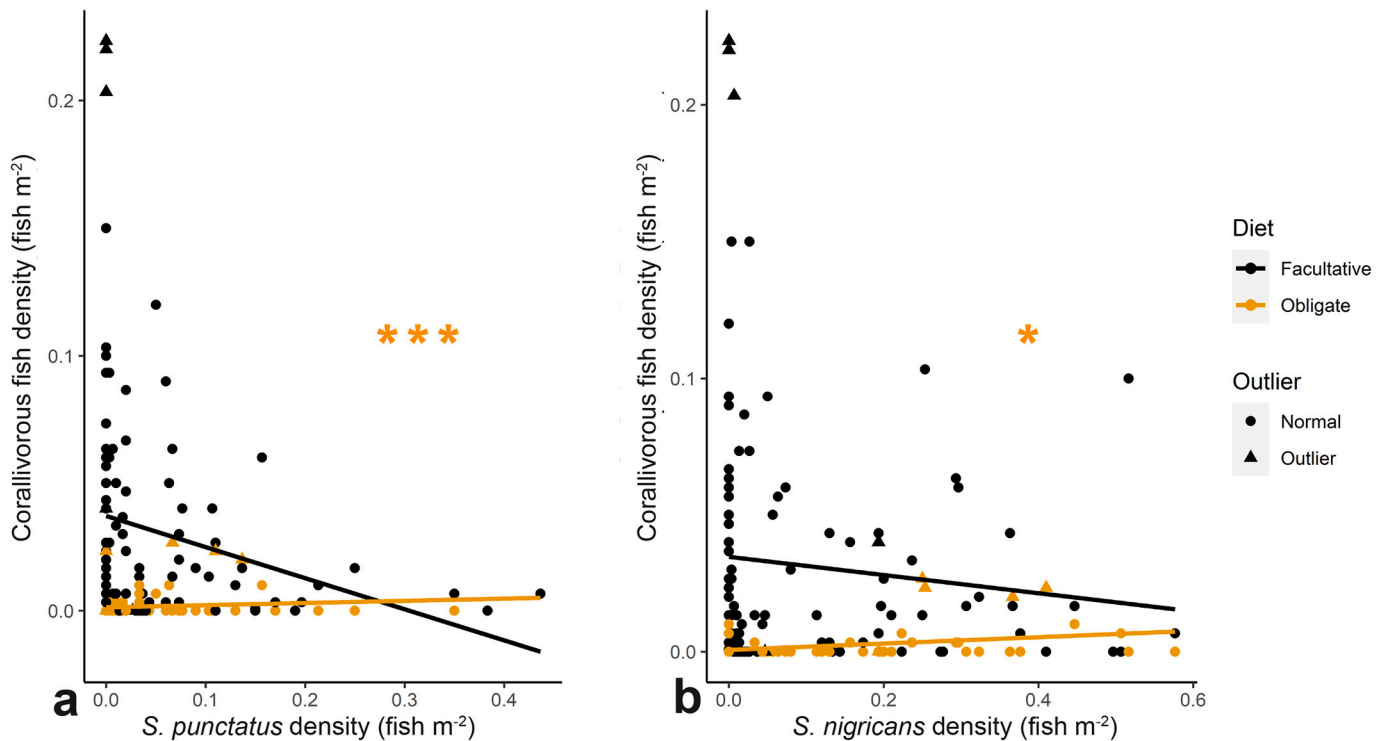 Corallivorous fish density (fish m⁻²)
0.2
0.1
0.0
0.0 0.1 0.2 0.3 0.4
***
a
S. punctatus density (fish m⁻²)
Corallivorous fish density (fish m⁻²)
0.2
0.1
0.0
0.0 0.2 0.4 0.6
*
b
S. nigricans density (fish m⁻²)
Diet
Facultative
Obligate
Outlier
Normal
Outlier